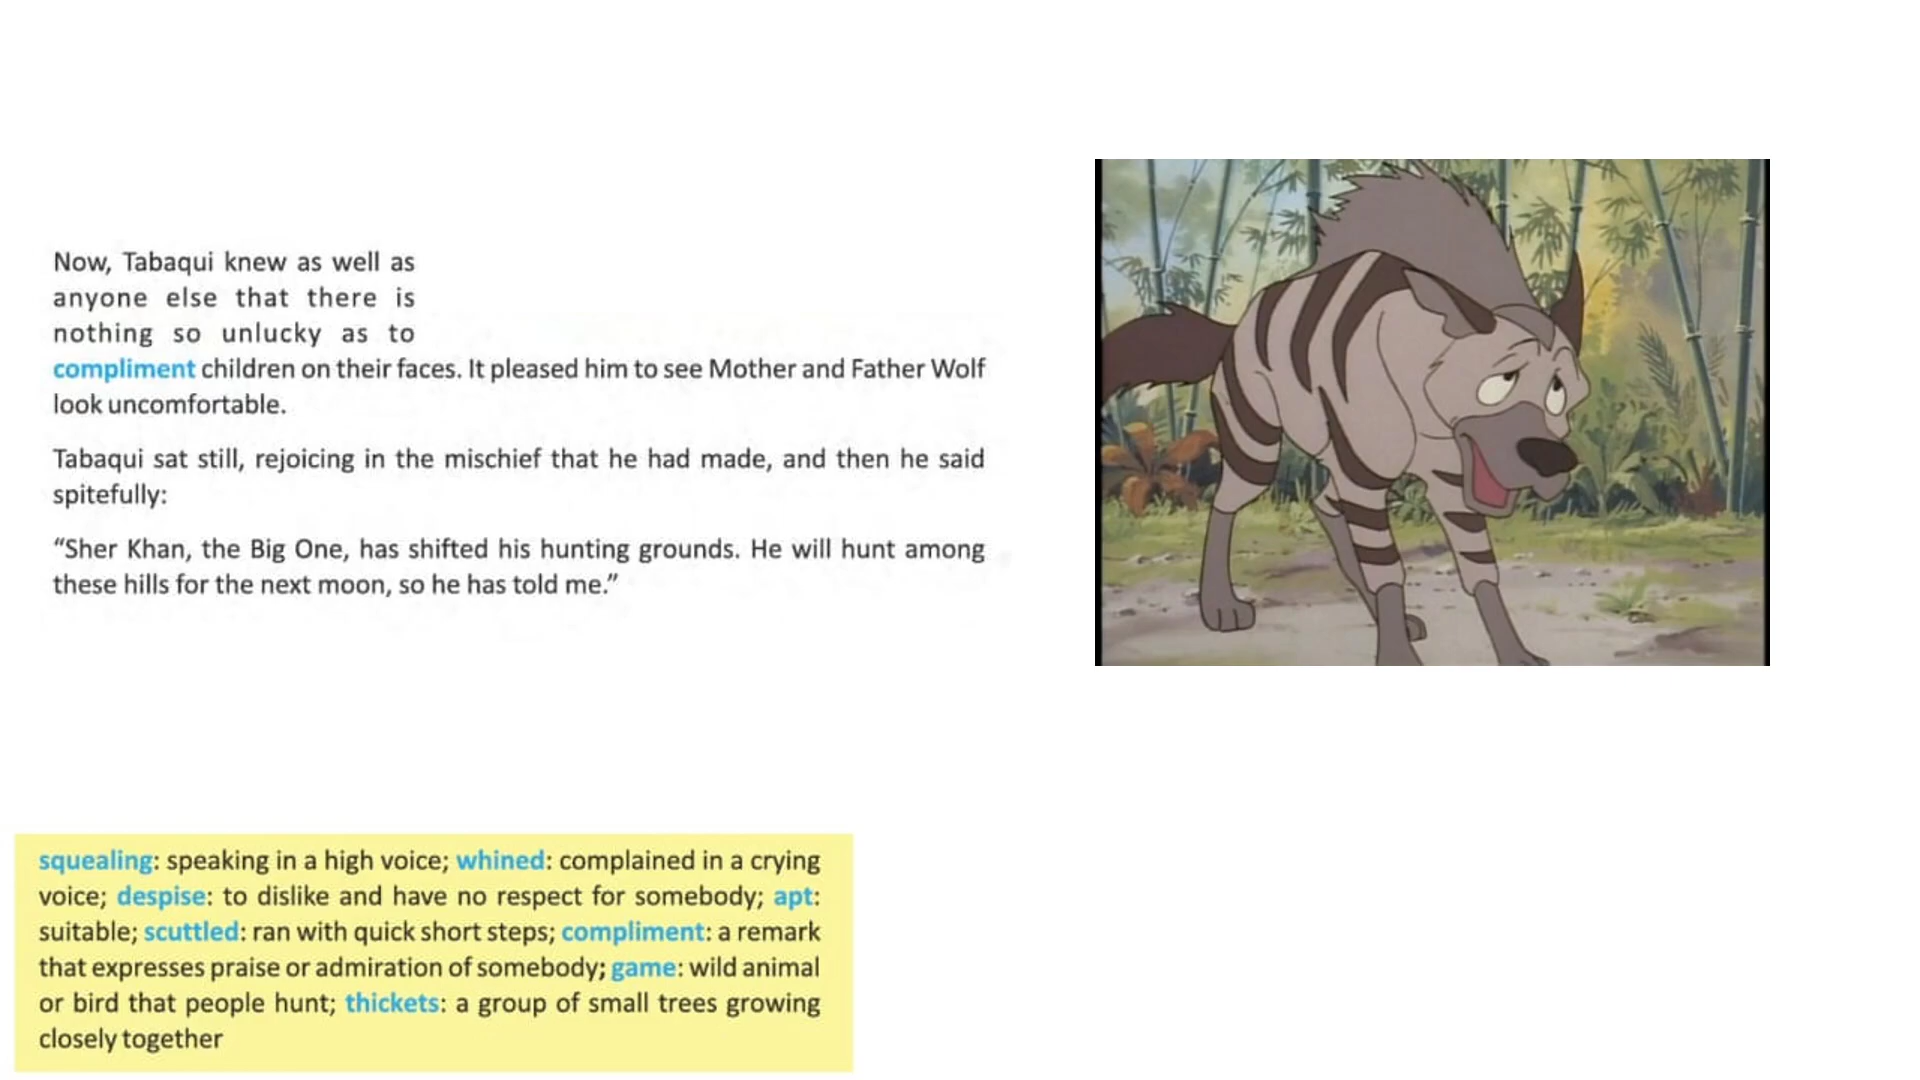 Now, Tabaqui knew as well as
anyone else that there is
nothing so unlucky as to
compliment children on their faces. It pleased him to see Mother and Father Wolf
look uncomfortable.
Tabaqui sat still, rejoicing in the mischief that he had made, and then he said
spitefully:
“Sher Khan, the Big One, has shifted his hunting grounds. He will hunt among
these hills for the next moon, so he has told me.”
squealing: speaking in a high voice; whined: complained in a crying
voice; despise: to dislike and have no respect for somebody; apt:
suitable; scuttled: ran with quick short steps; compliment: a remark
that expresses praise or admiration of somebody; game: wild animal
or bird that people hunt; thickets: a group of small trees growing
closely together